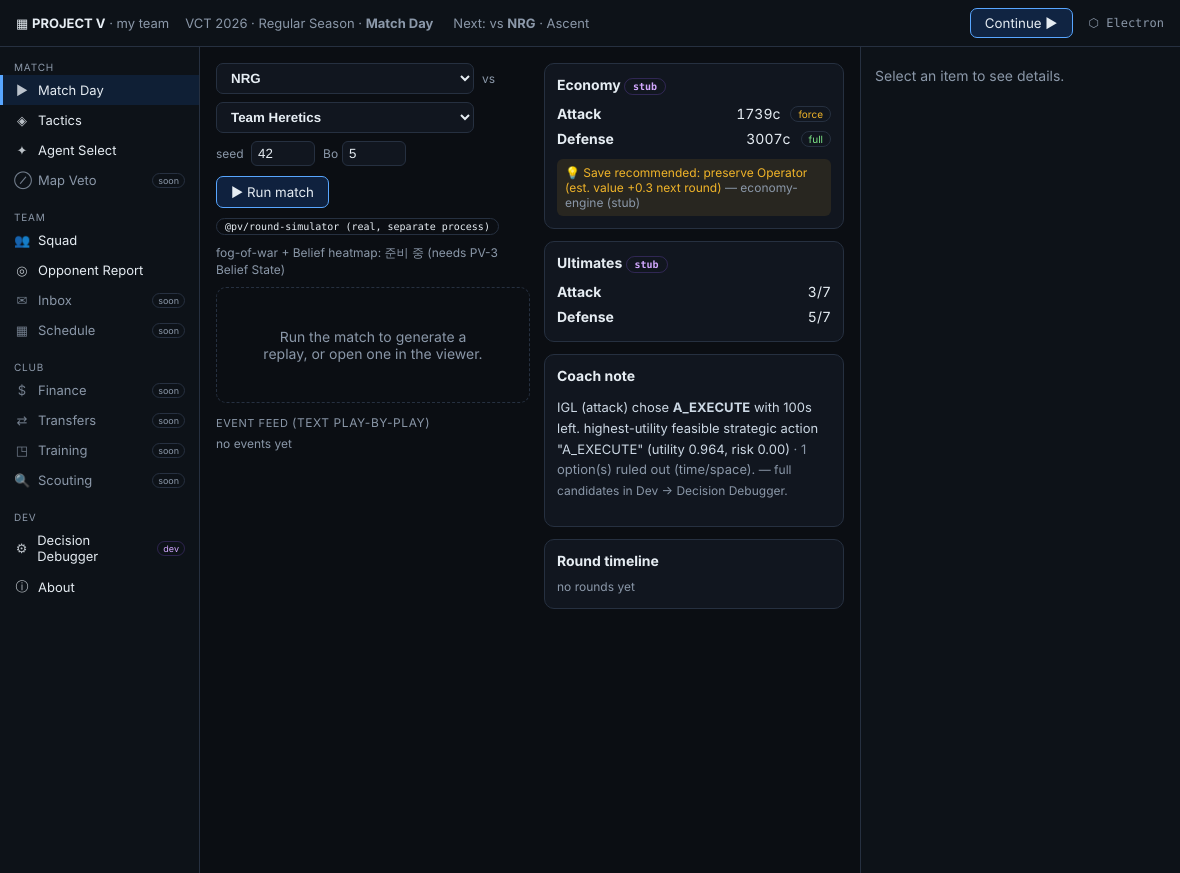 PROJECT V · my team
VCT 2026 · Regular Season · Match Day
Next: vs NRG · Ascent
Continue ▶
Electron
MATCH
Match Day
Tactics
Agent Select
Map Veto soon
TEAM
Squad
Opponent Report
Inbox soon
Schedule soon
CLUB
Finance soon
Transfers soon
Training soon
Scouting soon
DEV
Decision
Debugger
dev
About
NRG vs
Team Heretics
seed 42 Bo 5
▶ Run match
@pv/round-simulator (real, separate process)
fog-of-war + Belief heatmap: 준비 중 (needs PV-3
Belief State)
Run the match to generate a
replay, or open one in the viewer.
EVENT FEED (TEXT PLAY-BY-PLAY)
no events yet
Economy stub
Attack 1739c force
Defense 3007c full
💡 Save recommended: preserve Operator
(est. value +0.3 next round) — economy-
engine (stub)
Ultimates stub
Attack 3/7
Defense 5/7
Coach note
IGL (attack) chose A_EXECUTE with 100s
left. highest-utility feasible strategic action
"A_EXECUTE" (utility 0.964, risk 0.00) · 1
option(s) ruled out (time/space). — full
candidates in Dev → Decision Debugger.
Round timeline
no rounds yet
Select an item to see details.